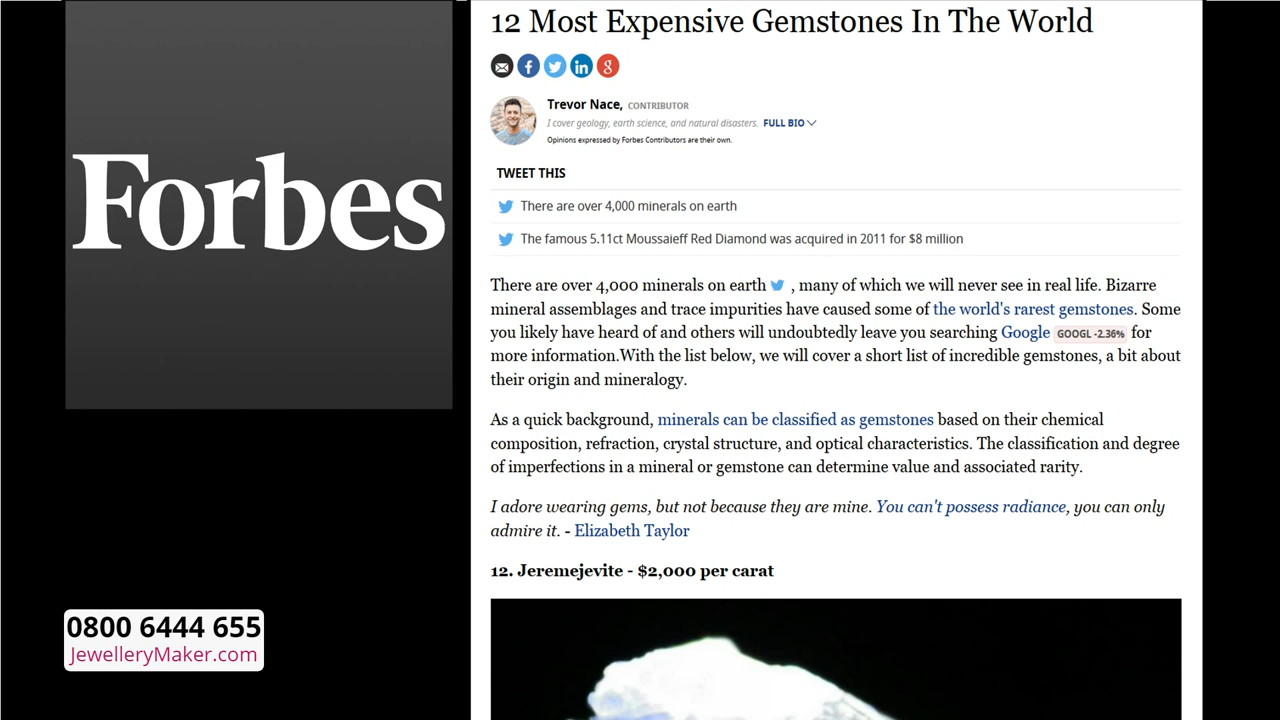 Forbes
0800 6444 655
JewelleryMaker.com
12 Most Expensive Gemstones In The World
Trevor Nace, CONTRIBUTOR
I cover geology, earth science, and natural disasters. FULL BIO
Opinions expressed by Forbes Contributors are their own.
TWEET THIS
There are over 4,000 minerals on earth
The famous 5.11ct Moussaieff Red Diamond was acquired in 2011 for $8 million
There are over 4,000 minerals on earth , many of which we will never see in real life. Bizarre
mineral assemblages and trace impurities have caused some of the world's rarest gemstones. Some
you likely have heard of and others will undoubtedly leave you searching Google GOOGL -2.36% for
more information.With the list below, we will cover a short list of incredible gemstones, a bit about
their origin and mineralogy.
As a quick background, minerals can be classified as gemstones based on their chemical
composition, refraction, crystal structure, and optical characteristics. The classification and degree
of imperfections in a mineral or gemstone can determine value and associated rarity.
I adore wearing gems, but not because they are mine. You can't possess radiance, you can only
admire it. - Elizabeth Taylor
12. Jeremejevite - $2,000 per carat